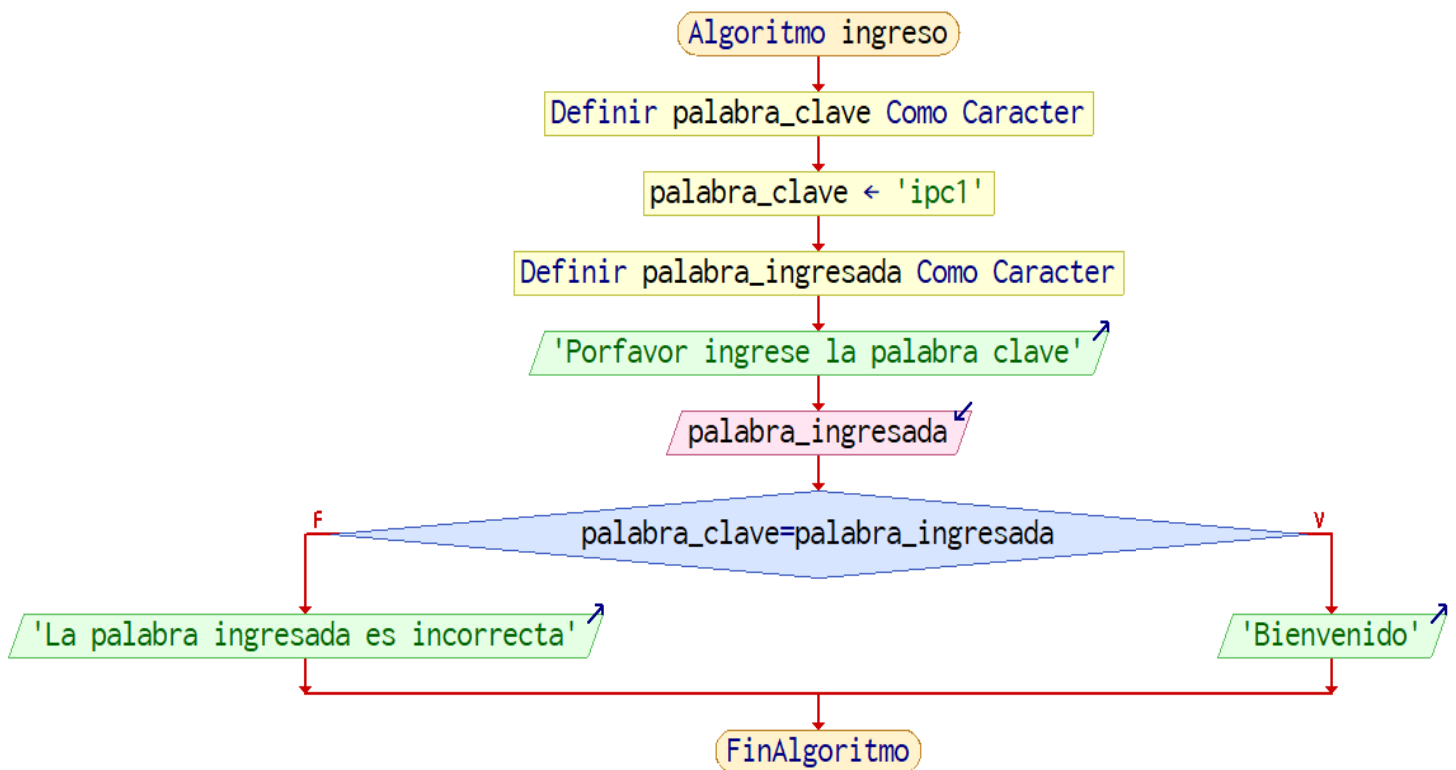 Algoritmo ingreso
Definir palabra_clave Como Caracter
palabra_clave ← 'ipc1'
Definir palabra_ingresada Como Caracter
'Porfavor ingrese la palabra clave'
palabra_ingresada
F
palabra_clave=palabra_ingresada
V
'La palabra ingresada es incorrecta'
'Bienvenido'
FinAlgoritmo